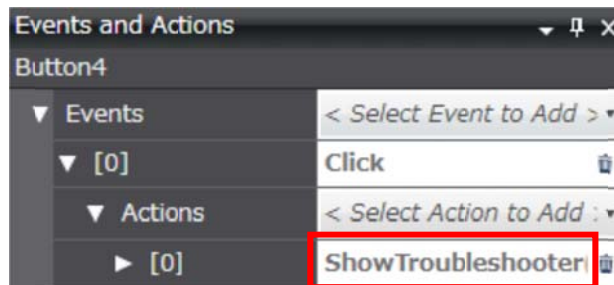 Events and Actions
Button4
Events < Select Event to Add >
[0] Click
Actions < Select Action to Add
[0] ShowTroubleshooter(